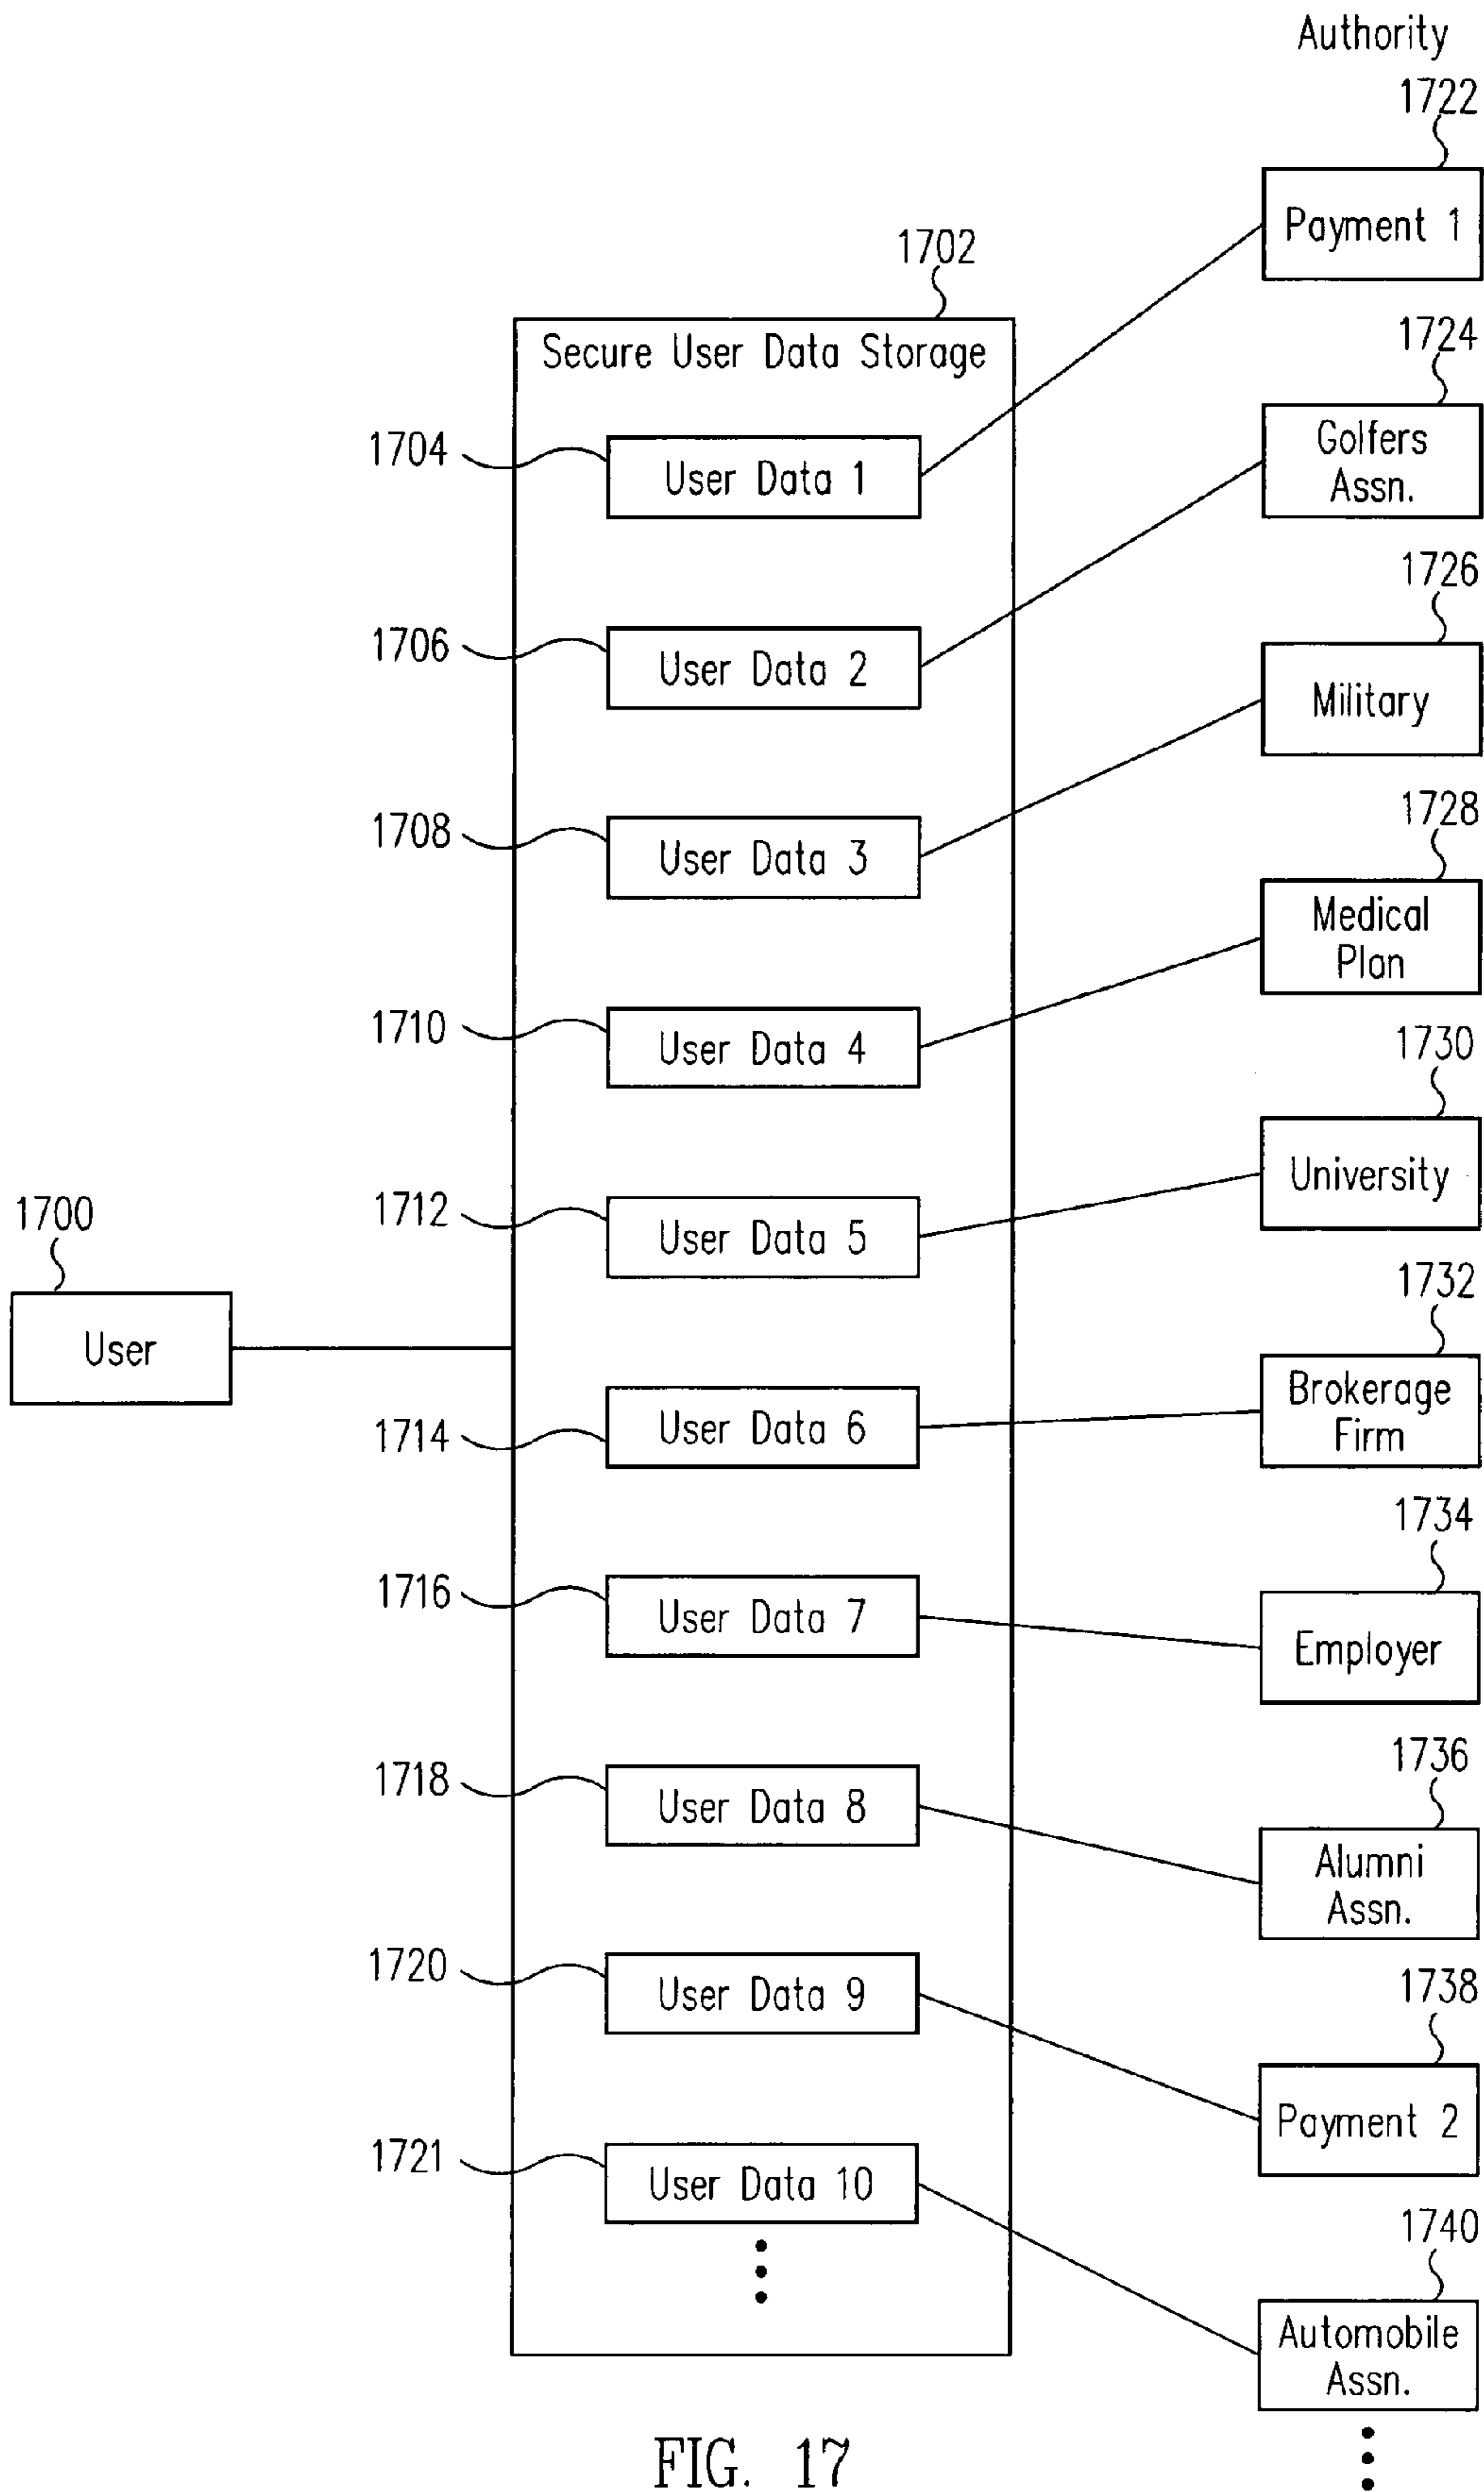 Authority
1722
Payment 1
1702
Secure User Data Storage
1724
Golfers
Assn.
1704
User Data 1
1726
Military
1706
User Data 2
1728
Medical
Plan
1708
User Data 3
1730
University
1710
User Data 4
1700
User
1712
User Data 5
1732
Brokerage
Firm
1714
User Data 6
1734
Employer
1716
User Data 7
1736
Alumni
Assn.
1718
User Data 8
1738
Payment 2
1720
User Data 9
1740
Automobile
Assn.
1721
User Data 10
FIG. 17